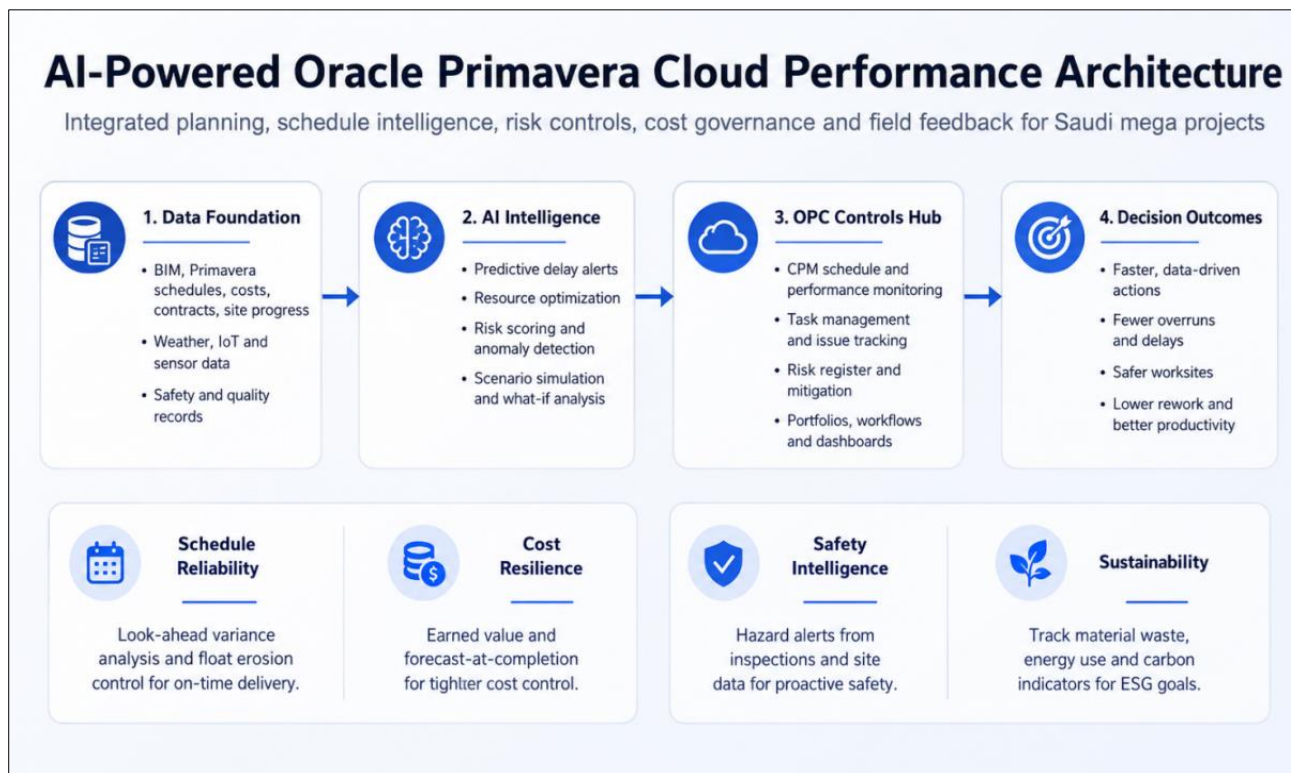 AI-Powered Oracle Primavera Cloud Performance Architecture
Integrated planning, schedule intelligence, risk controls, cost governance and field feedback for Saudi mega projects
1. Data Foundation
• BIM, Primavera
schedules, costs,
contracts, site progress
• Weather, IoT and
sensor data
• Safety and quality
records
2. AI Intelligence
• Predictive delay alerts
• Resource optimization
• Risk scoring and
anomaly detection
• Scenario simulation
and what-if analysis
3. OPC Controls Hub
• CPM schedule and
performance monitoring
• Task management
and issue tracking
• Risk register and
mitigation
• Portfolios, workflows
and dashboards
4. Decision Outcomes
• Faster, data-driven
actions
• Fewer overruns
and delays
• Safer worksites
• Lower rework and
better productivity
Schedule
Reliability
Look-ahead variance
analysis and float erosion
control for on-time delivery.
Cost
Resilience
$
Earned value and
forecast-at-completion
for tighter cost control.
Safety
Intelligence
Hazard alerts from
inspections and site
data for proactive safety.
Sustainability
Track material waste,
energy use and carbon
indicators for ESG goals.